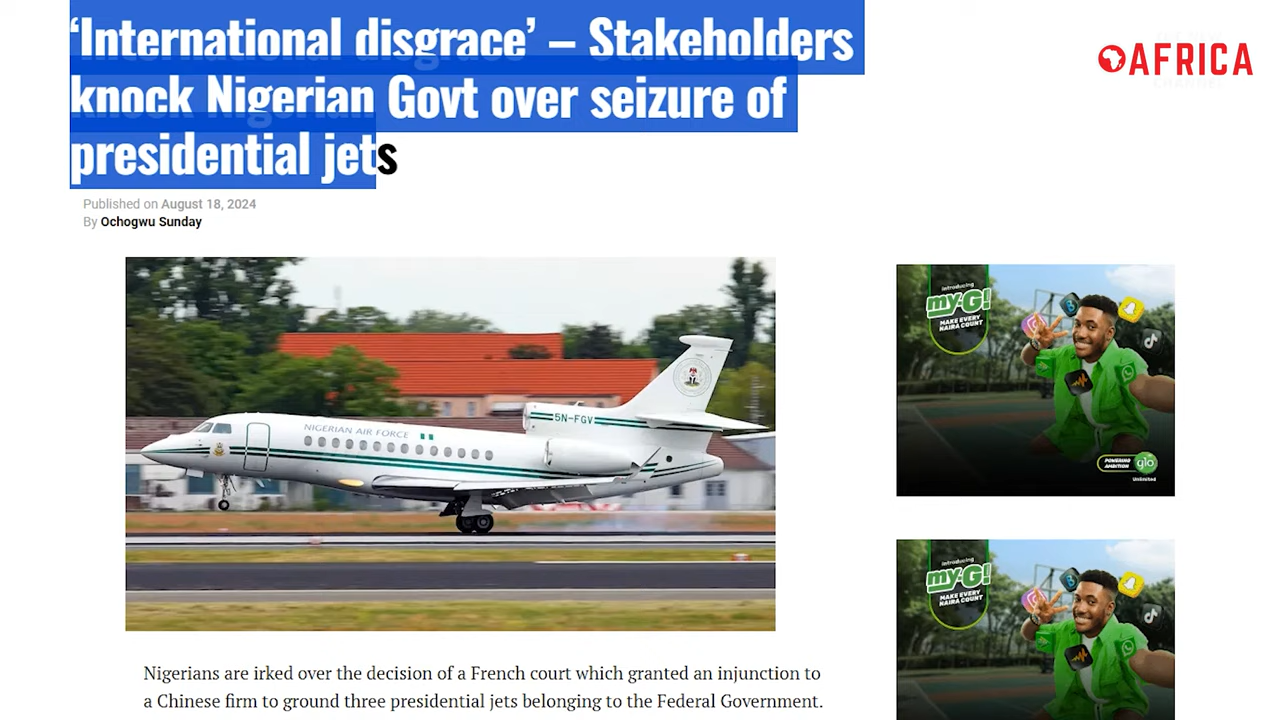 ‘International disgrace’ – Stakeholders
knock Nigerian Govt over seizure of
presidential jets
AFRICA
Published on August 18, 2024
By Ochogwu Sunday
NIGERIAN AIR FORCE
5N-FGV
introducing
my-G!
MAKE EVERY
NAIRA COUNT
POWERING
AMBITION
glo
Unlimited
introducing
my-G!
MAKE EVERY
NAIRA COUNT
Nigerians are irked over the decision of a French court which granted an injunction to
a Chinese firm to ground three presidential jets belonging to the Federal Government.